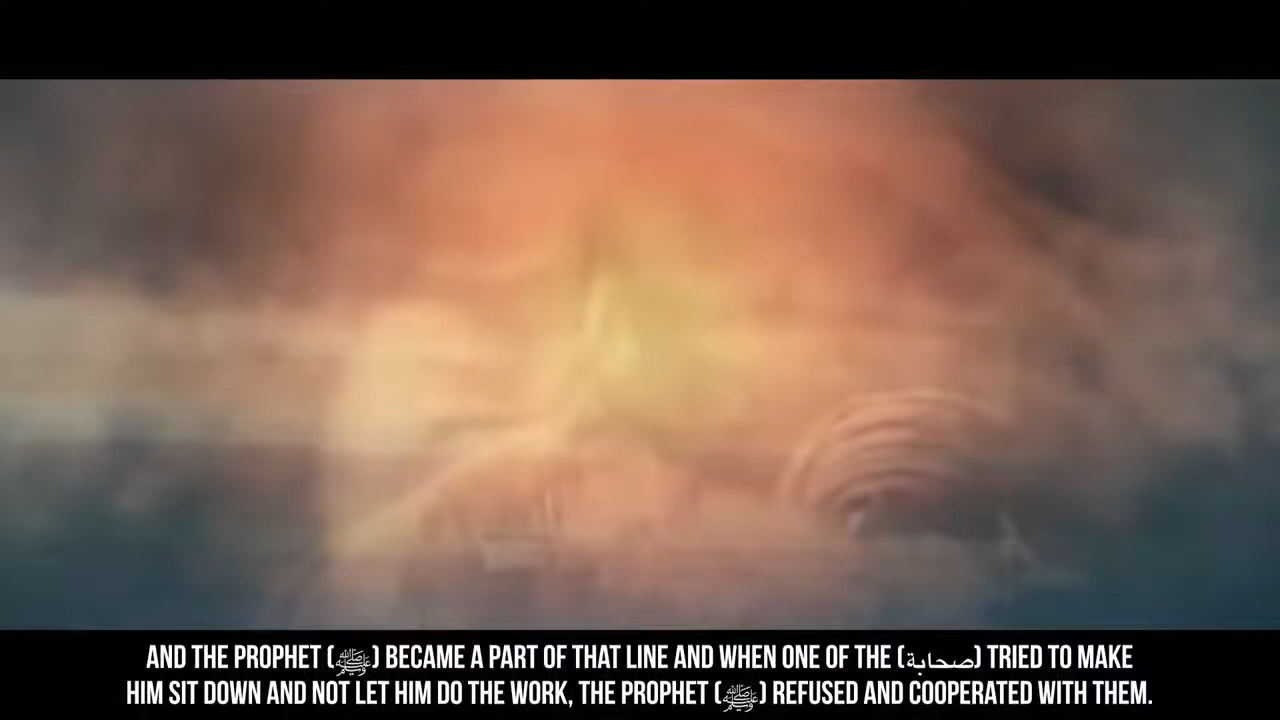 AND THE PROPHET (ﷺ) BECAME A PART OF THAT LINE AND WHEN ONE OF THE (صحابة) TRIED TO MAKE
HIM SIT DOWN AND NOT LET HIM DO THE WORK, THE PROPHET (ﷺ) REFUSED AND COOPERATED WITH THEM.